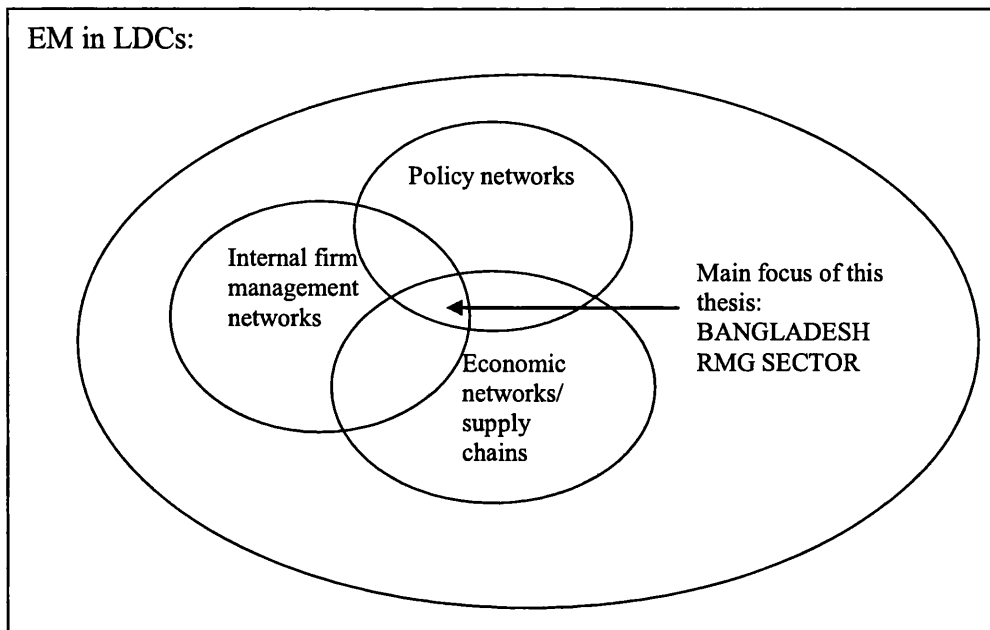 EM in LDCs:
Policy networks
Internal firm
management
networks
Main focus of this
thesis:
BANGLADESH
RMG SECTOR
Economic
networks/
supply
chains